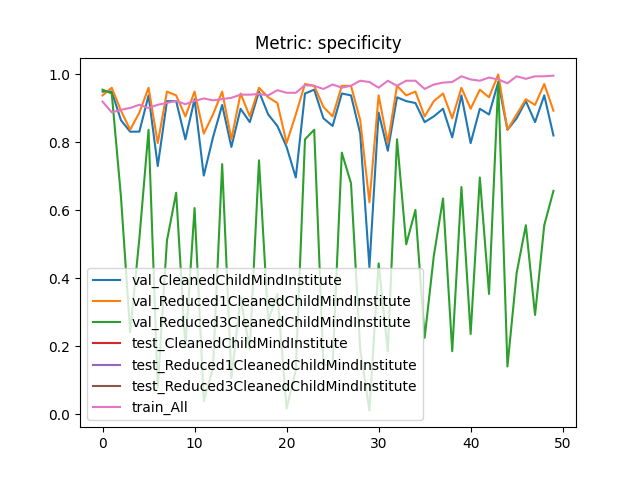 Metric: specificity
1.0
0.8
0.6
0.4
0.2
0.0
val_CleanedChildMindInstitute
val_Reduced1CleanedChildMindInstitute
val_Reduced3CleanedChildMindInstitute
test_CleanedChildMindInstitute
test_Reduced1CleanedChildMindInstitute
test_Reduced3CleanedChildMindInstitute
train_All
0 10 20 30 40 50